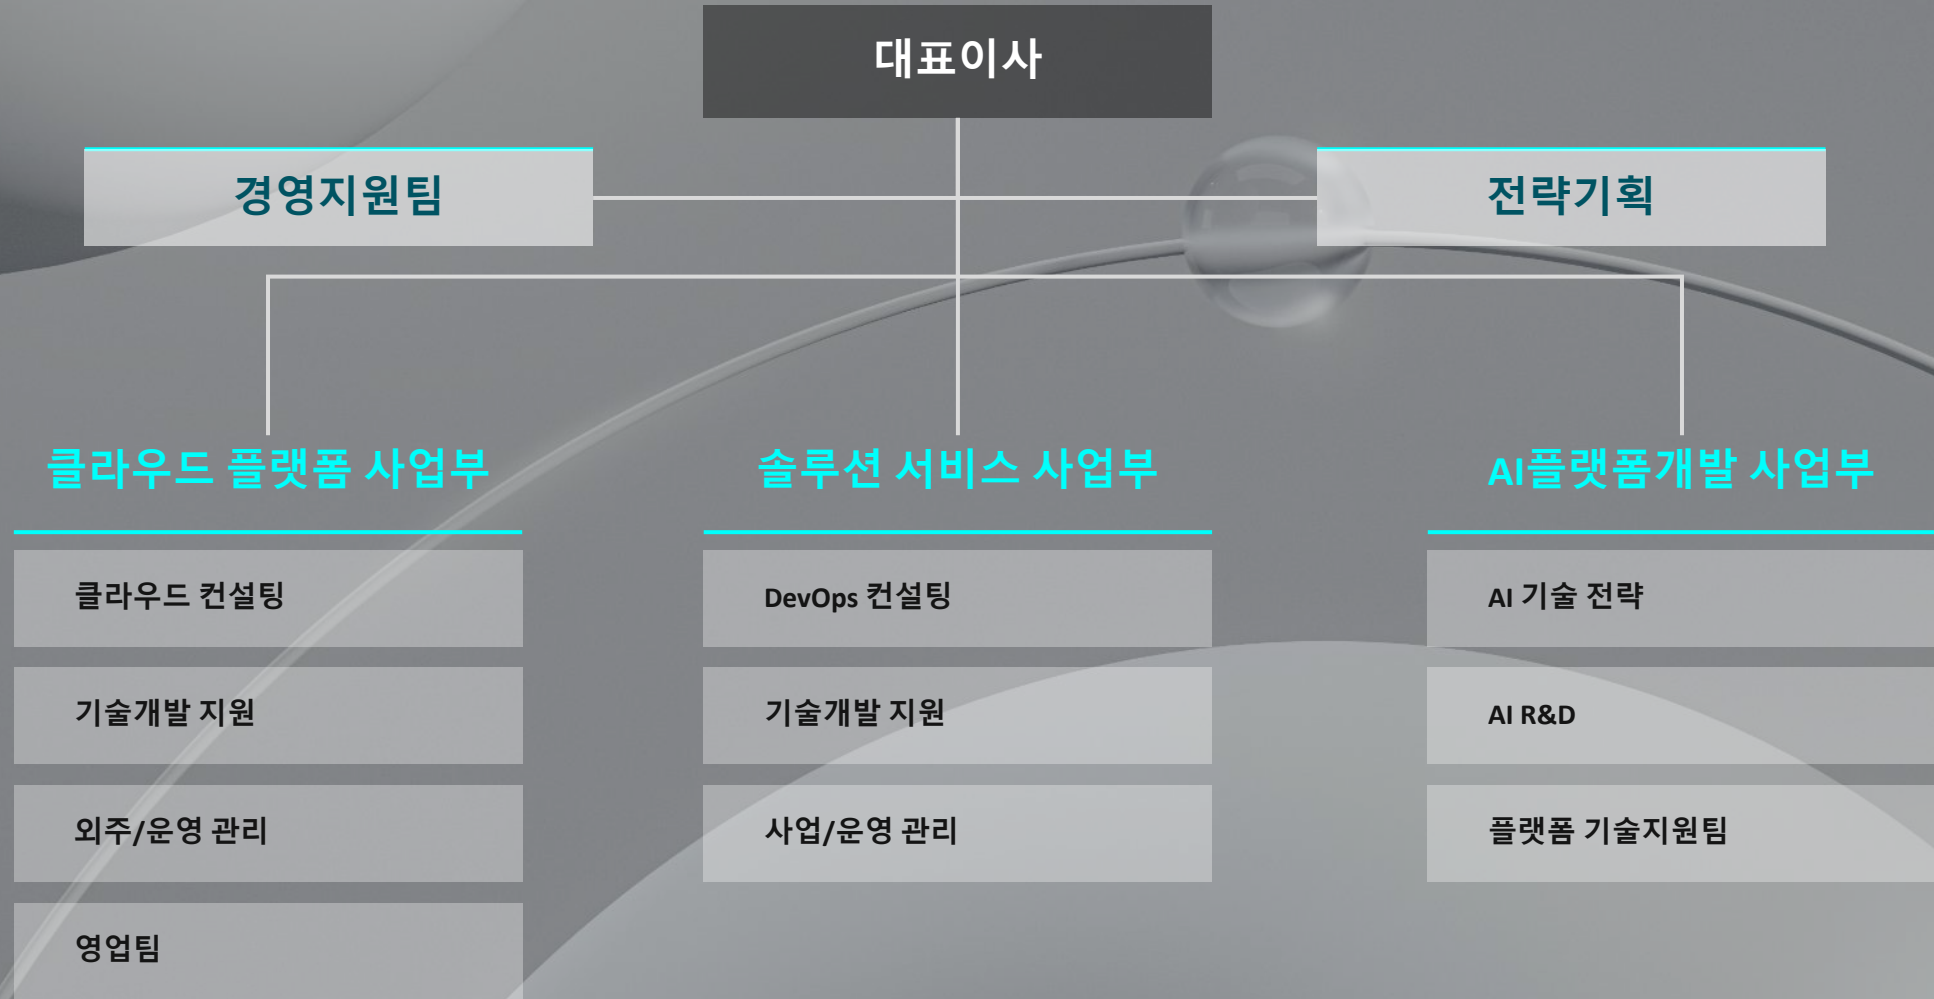 대표이사
경영지원팀
전략기획
클라우드 플랫폼 사업부
클라우드 컨설팅
기술개발 지원
외주/운영 관리
영업팀
솔루션 서비스 사업부
DevOps 컨설팅
기술개발 지원
사업/운영 관리
AI플랫폼개발 사업부
AI 기술 전략
AI R&D
플랫폼 기술지원팀